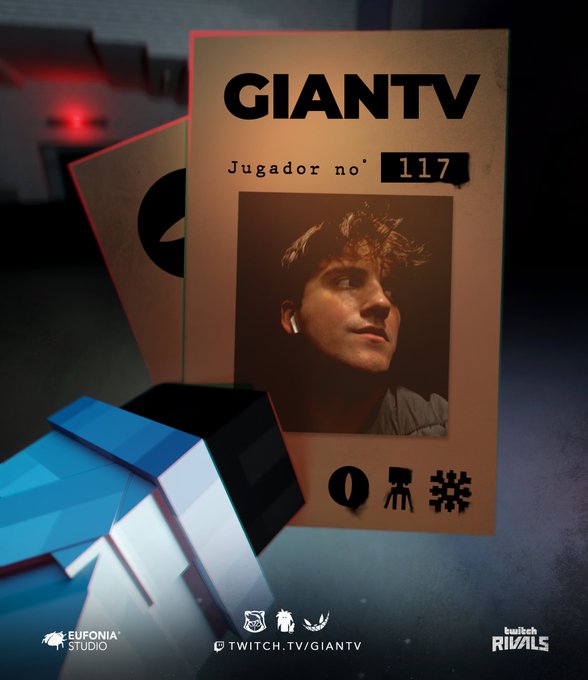 GIANTV
Jugador no° 117
EUFONIA®
STUDIO
TWITCH.TV/GIANTV
twitch
RIVALS